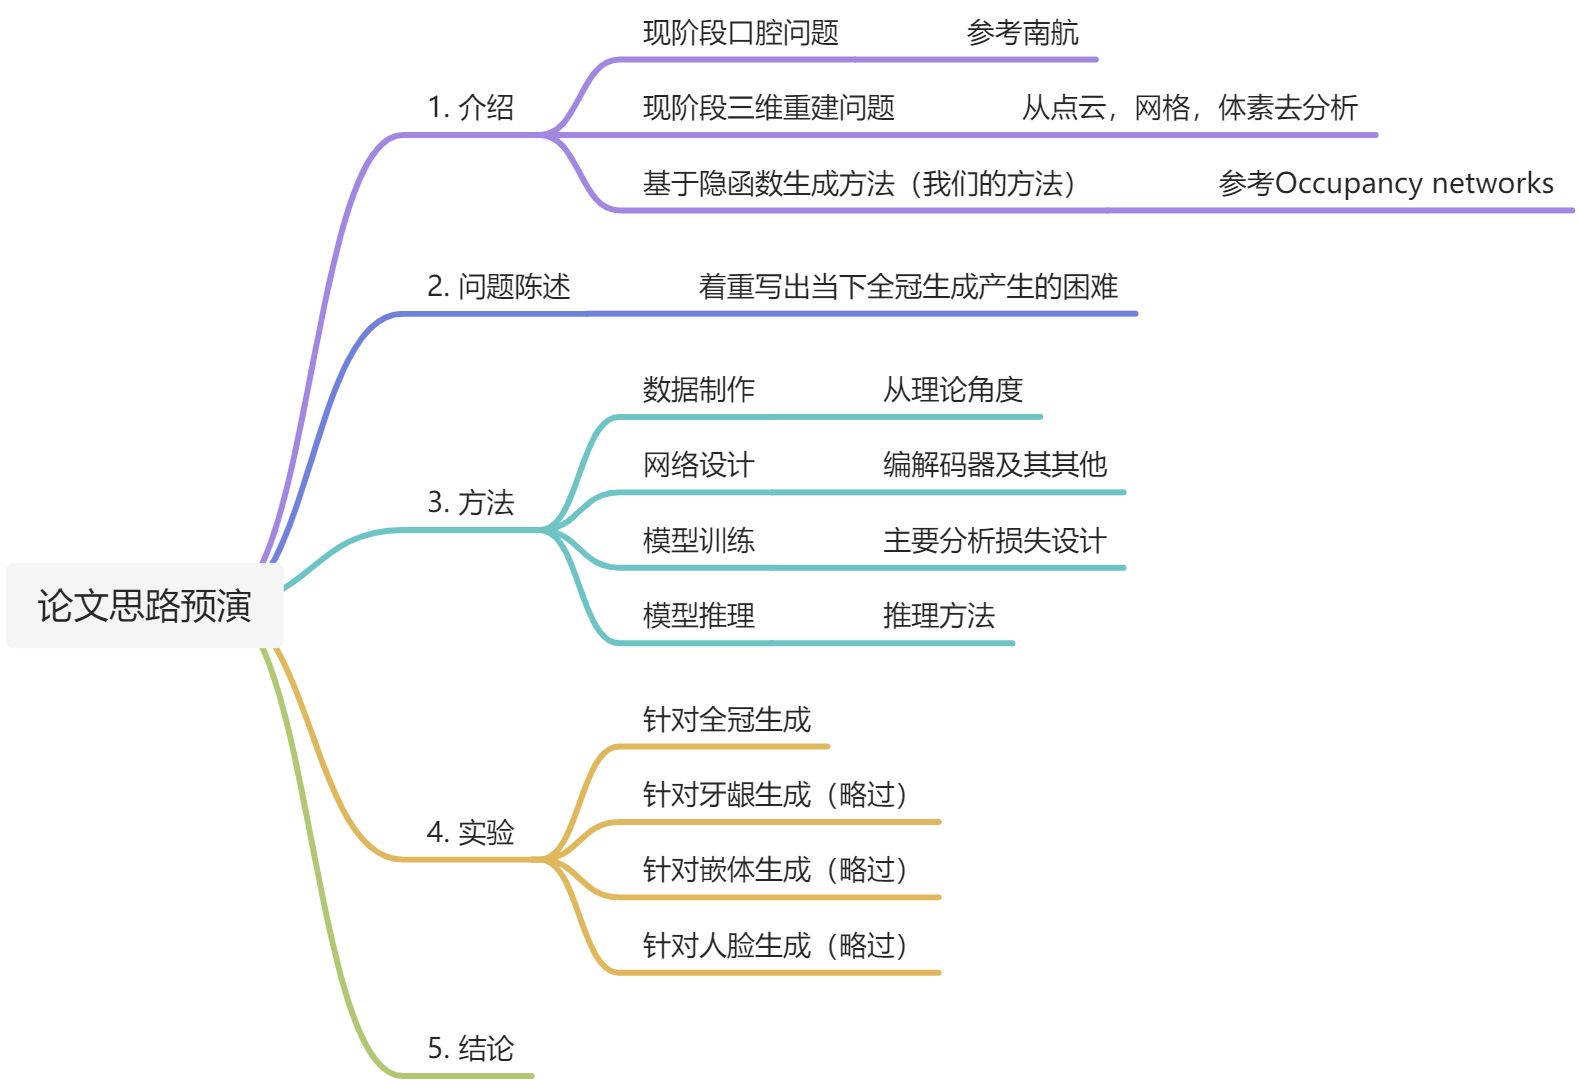 现阶段口腔问题 参考南航
1. 介绍
现阶段三维重建问题 从点云，网格，体素去分析
基于隐函数生成方法（我们的方法） 参考Occupancy networks
2. 问题陈述 着重写出当下全冠生成产生的困难
数据制作 从理论角度
网络设计 编解码器及其其他
3. 方法
模型训练 主要分析损失设计
论文思路预演
模型推理 推理方法
针对全冠生成
针对牙龈生成（略过）
4. 实验
针对嵌体生成（略过）
针对人脸生成（略过）
5. 结论